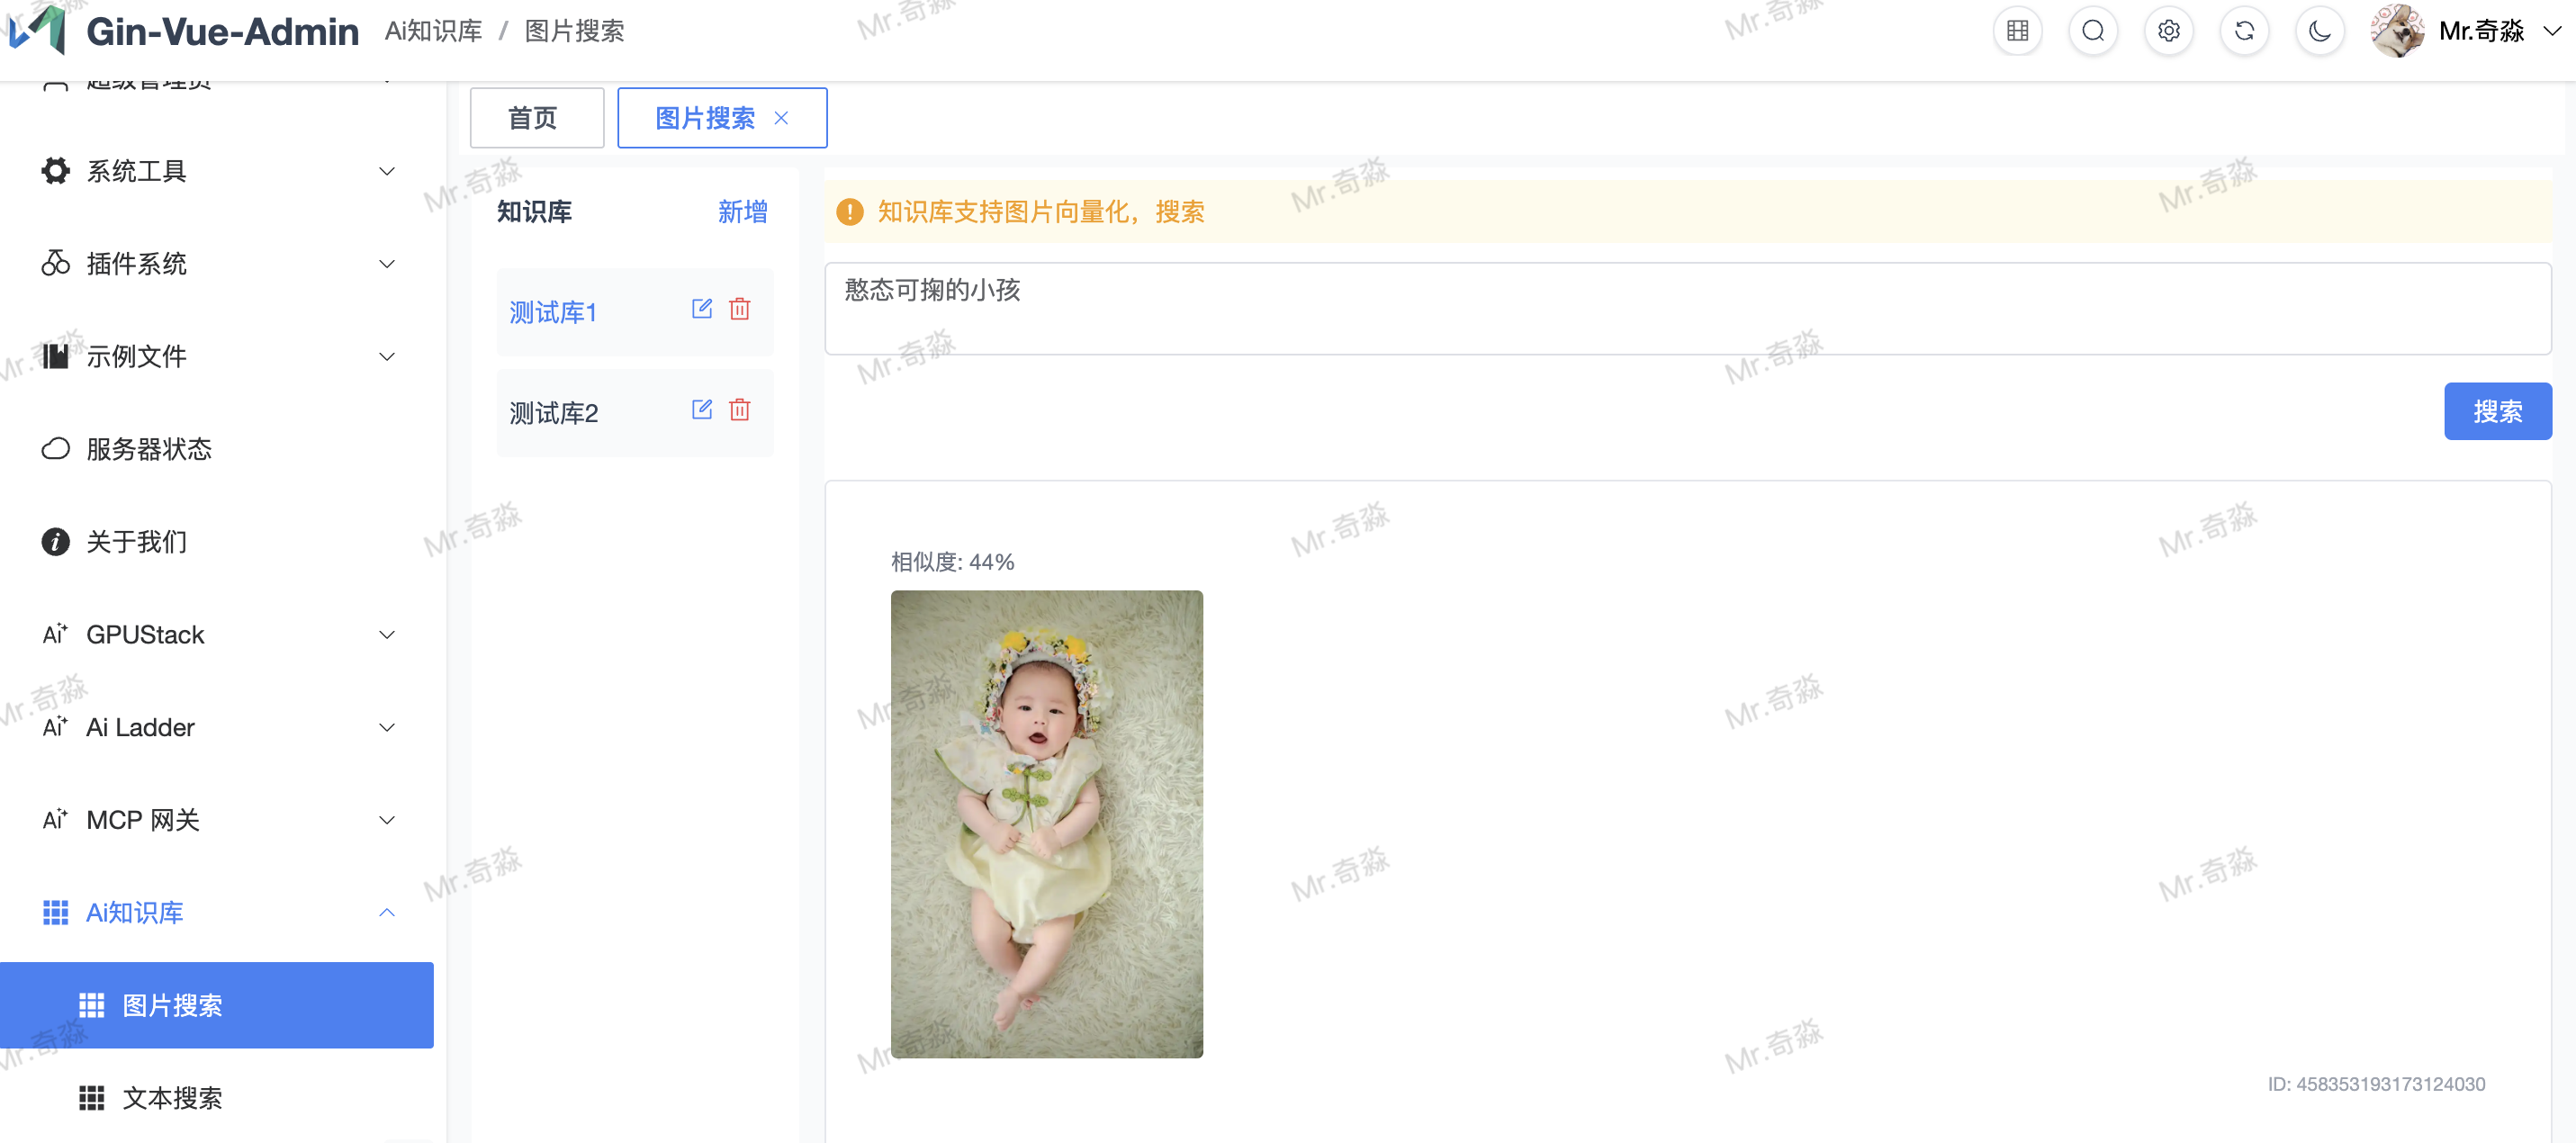 Gin-Vue-Admin
Ai知识库 / 图片搜索
Mr.奇淼
超级管理员
系统工具
插件系统
示例文件
服务器状态
关于我们
GPUStack
Ai Ladder
MCP 网关
Ai知识库
图片搜索
文本搜索
首页
图片搜索
知识库
新增
测试库1
测试库2
知识库支持图片向量化，搜索
憨态可掬的小孩
搜索
相似度: 44%
ID: 458353193173124030
Mr.奇淼